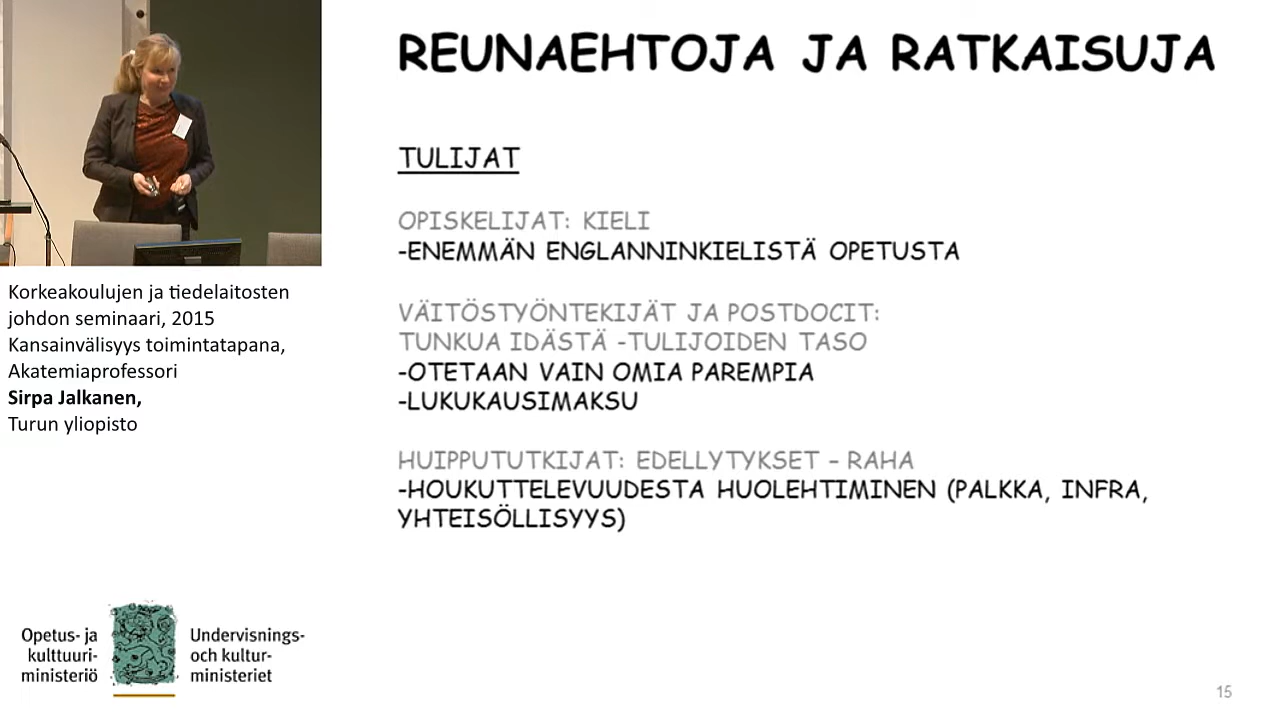 REUNAEHTOJA JA RATKAISUJA
TULIJAT
OPISKELIJAT: KIELI
-ENEMMÄN ENGLANNINKIELISTÄ OPETUSTA
VÄITÖSTYÖNTEKIJÄT JA POSTDOCIT:
TUNKUA IDÄSTÄ -TULIJOIDEN TASO
-OTETAAN VAIN OMIA PAREMPIA
-LUKUKAUSIMAKSU
HUIPPUTUTKIJAT: EDELLYTYKSET – RAHA
-HOUKUTTELEVUUDESTA HUOLEHTIMINEN (PALKKA, INFRA,
YHTEISÖLLISYYS)
Korkeakoulujen ja tiedelaitosten
johdon seminaari, 2015
Kansainvälisyys toimintatapana,
Akatemiaprofessori
Sirpa Jalkanen,
Turun yliopisto
Opetus- ja
kulttuuri-
ministeriö
Undervisnings-
och kultur-
ministeriet
15